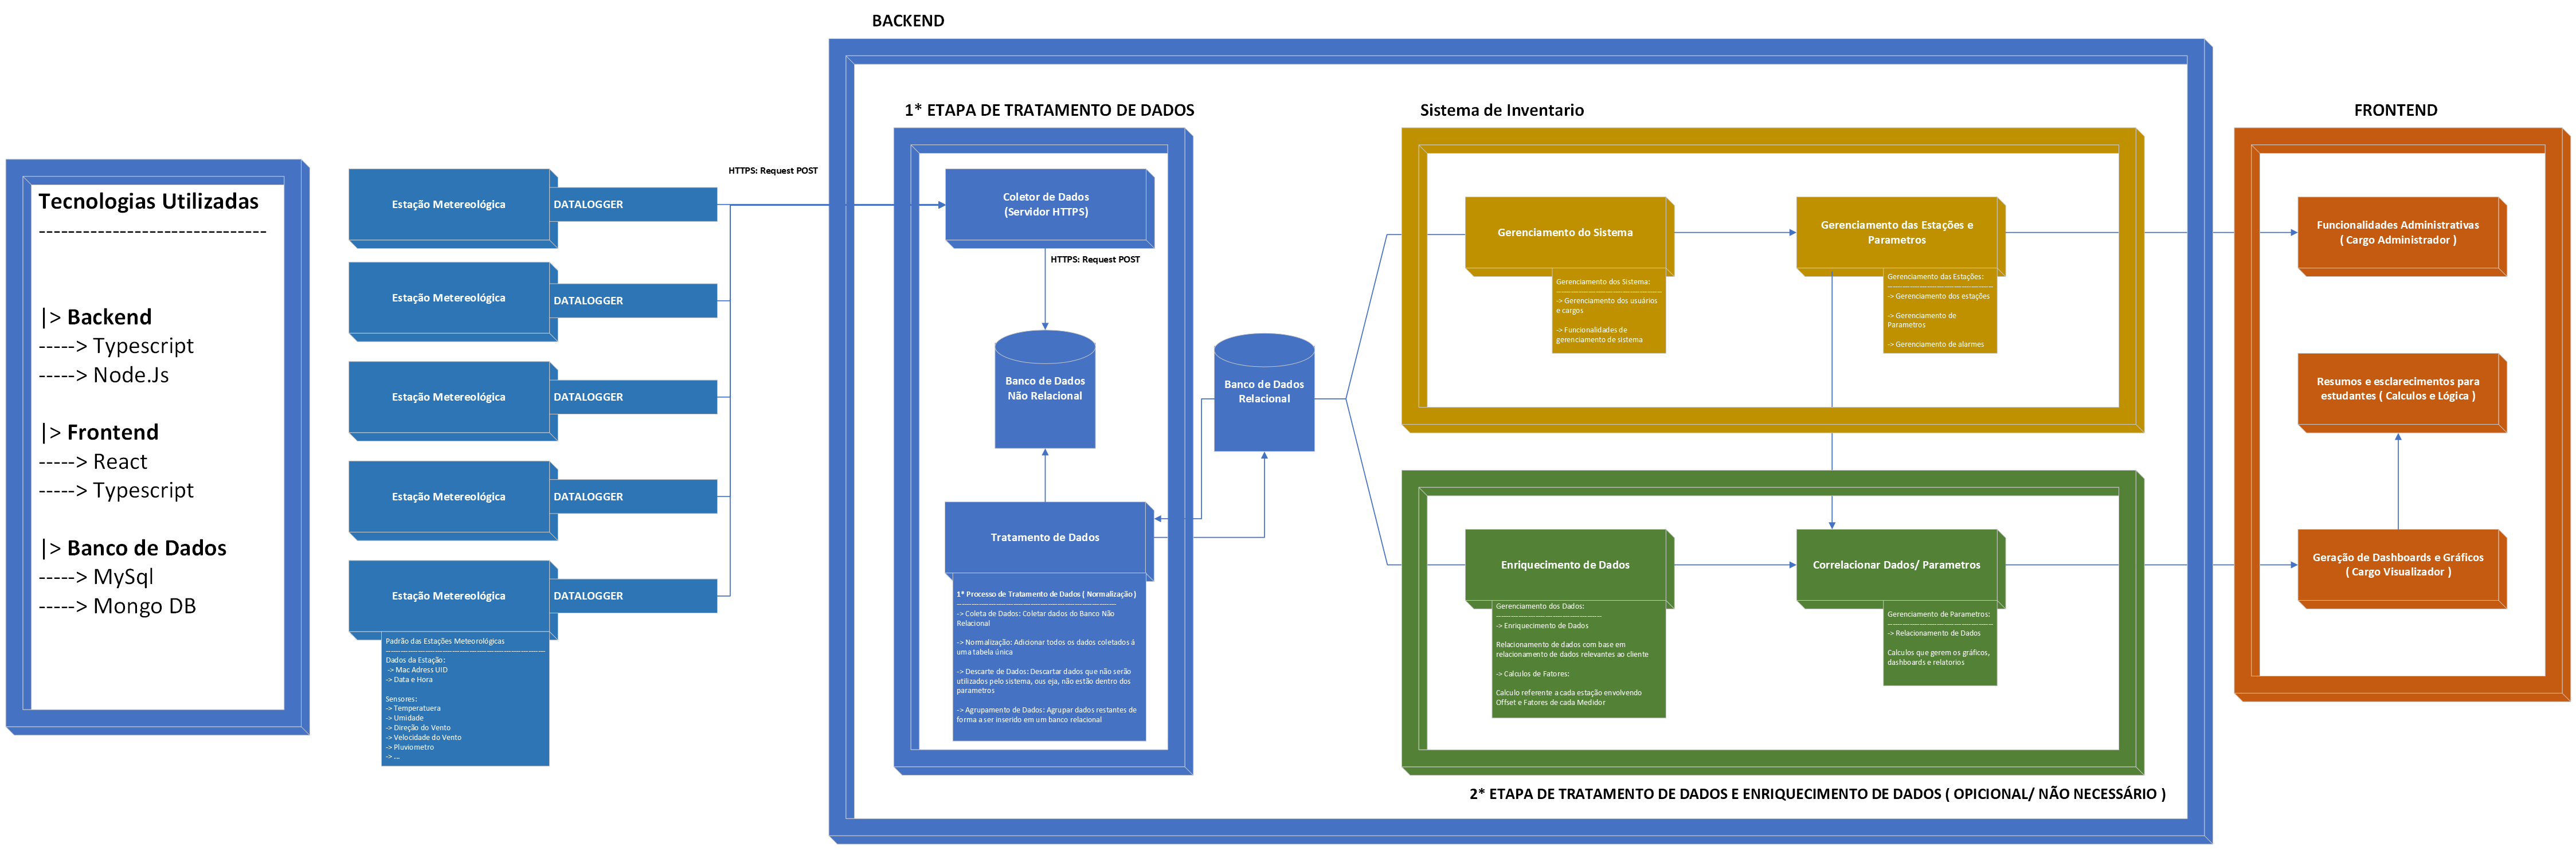 BACKEND
1* ETAPA DE TRATAMENTO DE DADOS
Sistema de Inventario
FRONTEND
Tecnologias Utilizadas
-------------------------------
|> Backend
-----> Typescript
-----> Node.Js
|> Frontend
-----> React
-----> Typescript
|> Banco de Dados
-----> MySql
-----> Mongo DB
Estação Metereológica
DATALOGGER
Estação Metereológica
DATALOGGER
Estação Metereológica
DATALOGGER
Estação Metereológica
DATALOGGER
Estação Metereológica
DATALOGGER
Padrão das Estações Meteorológicas
------------------------------------------------------
Dados da Estação:
-> Mac Adress UID
-> Data e Hora
Sensores:
-> Temperatuera
-> Umidade
-> Direção do Vento
-> Velocidade do Vento
-> Pluviometro
-> ...
HTTPS: Request POST
Coletor de Dados
(Servidor HTTPS)
HTTPS: Request POST
Banco de Dados
Não Relacional
Tratamento de Dados
1* Processo de Tratamento de Dados ( Normalização )
------------------------------------------------------
-> Coleta de Dados: Coletar dados do Banco Não
Relacional
-> Normalização: Adicionar todos os dados coletados á
uma tabela única
-> Descarte de Dados: Descartar dados que não serão
utilizados pelo sistema, ous eja, não estão dentro dos
parametros
-> Agrupamento de Dados: Agrupar dados restantes de
forma a ser inserido em um banco relacional
Banco de Dados
Relacional
Gerenciamento do Sistema
Gerenciamento dos Sistema:
------------------------------------
-> Gerenciamento dos usuários
e cargos
-> Funcionalidades de
gerenciamento de sistema
Gerenciamento das Estações e
Parametros
Gerenciamento das Estações:
------------------------------------
-> Gerenciamento dos estações
-> Gerenciamento de
Parametros
-> Gerenciamento de alarmes
Enriquecimento de Dados
Gerenciamento dos Dados:
------------------------------------
-> Enriquecimento de Dados
Relacionamento de dados com base em
relacionamento de dados relevantes ao cliente
-> Calculos de Fatores:
Calculo referente a cada estação envolvendo
Offset e Fatores de cada Medidor
Correlacionar Dados/ Parametros
Gerenciamento de Parametros:
------------------------------------
-> Relacionamento de Dados
Calculos que gerem os gráficos,
dashboards e relatorios
2* ETAPA DE TRATAMENTO DE DADOS E ENRIQUECIMENTO DE DADOS ( OPICIONAL/ NÃO NECESSÁRIO )
Funcionalidades Administrativas
( Cargo Administrador )
Resumos e esclarecimentos para
estudantes ( Calculos e Lógica )
Geração de Dashboards e Gráficos
( Cargo Visualizador )